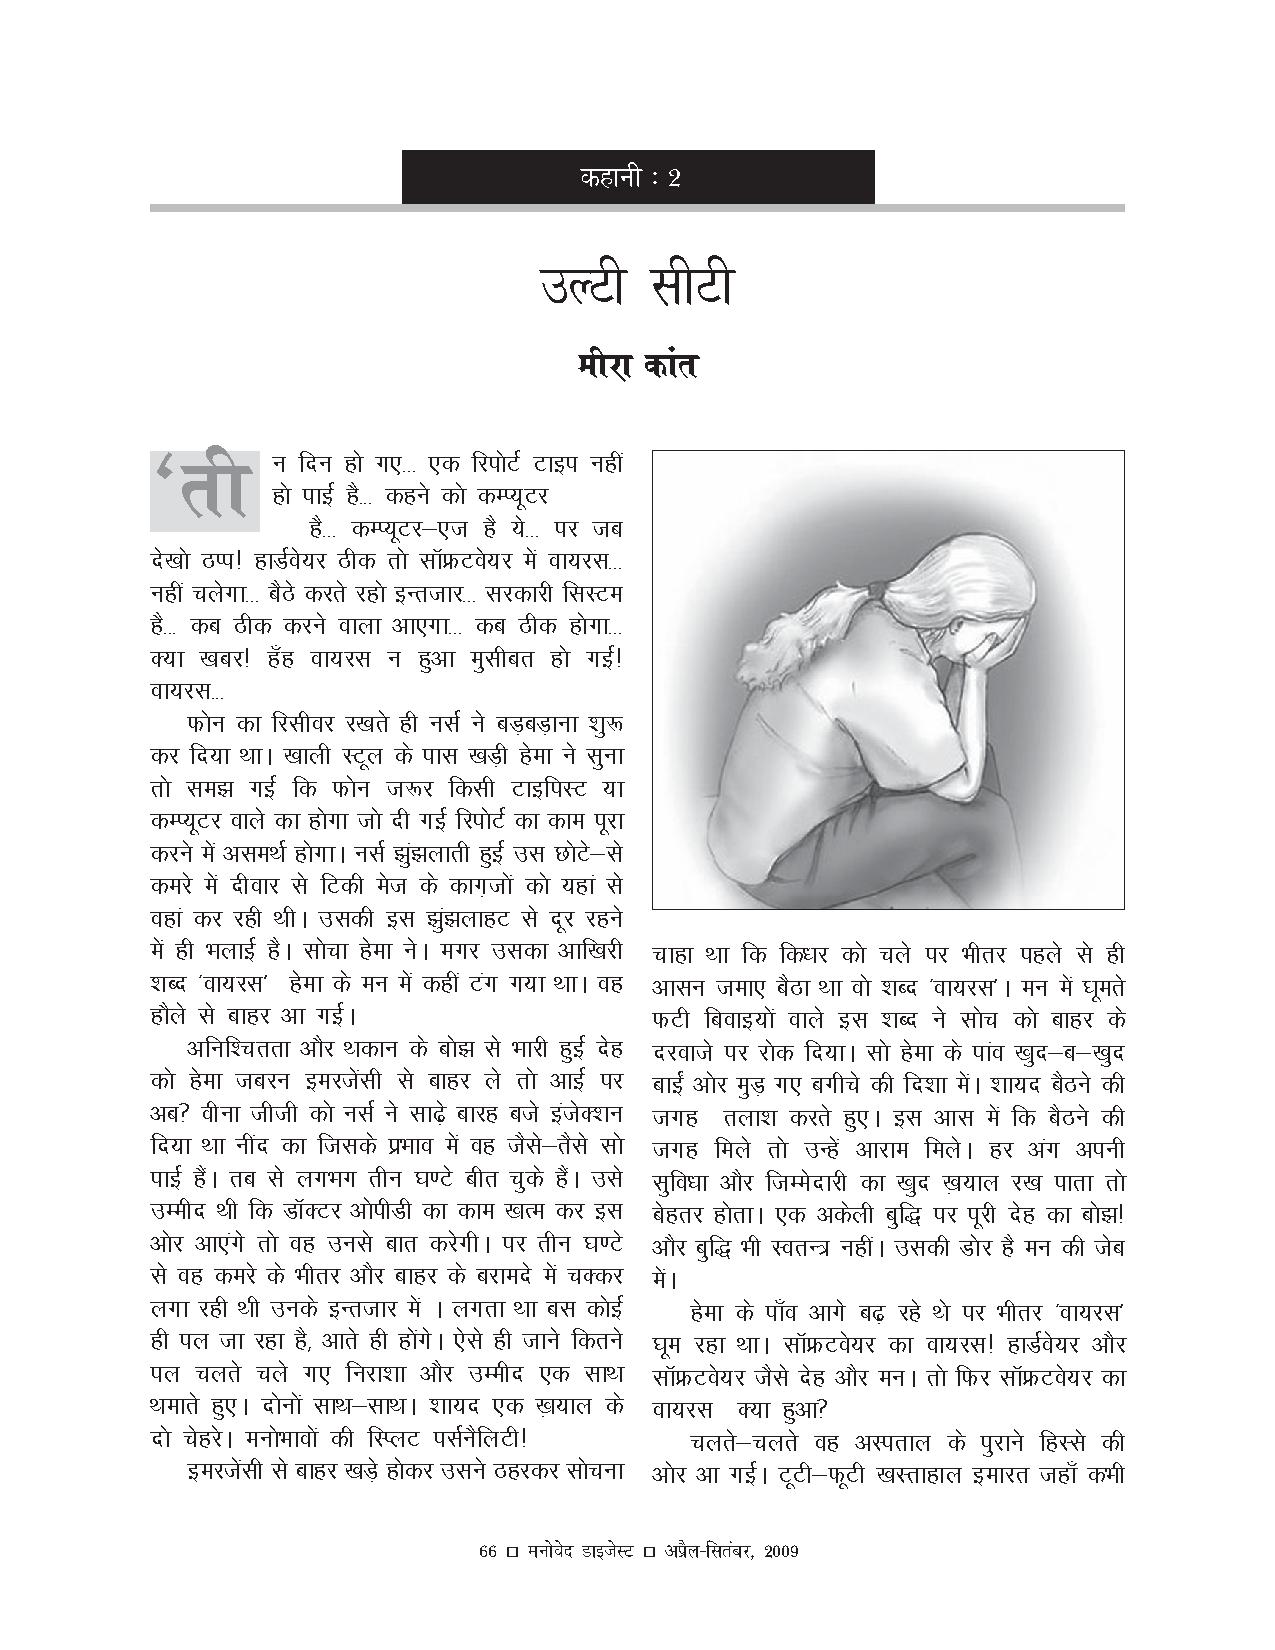 कहानी : 2
उल्टी सीटी
मीरा कांत
‘तीन दिन हो गए... एक रिपोर्ट टाइप नहीं
हो पाई है... कहने को कम्प्यूटर
है... कम्प्यूटर–एज है ये... पर जब
देखो ठप्प! हार्डवेयर ठीक तो सॉफ़्टवेयर में वायरस...
नहीं चलेगा... बैठे करते रहो इन्तजार... सरकारी सिस्टम
है... कब ठीक करने वाला आएगा... कब ठीक होगा...
क्या खबर! हँह वायरस न हुआ मुसीबत हो गई!
वायरस...
फोन का रिसीवर रखते ही नर्स ने बड़बड़ाना शुरू
कर दिया था। खाली स्टूल के पास खड़ी हेमा ने सुना
तो समझ गई कि फोन जरूर किसी टाइपिस्ट या
कम्प्यूटर वाले का होगा जो दी गई रिपोर्ट का काम पूरा
करने में असमर्थ होगा। नर्स झुंझलाती हुई उस छोटे–से
कमरे में दीवार से टिकी मेज के काग़जों को यहां से
वहां कर रही थी। उसकी इस झुंझलाहट से दूर रहने
में ही भलाई है। सोचा हेमा ने। मगर उसका आखिरी
शब्द ‘वायरस’ हेमा के मन में कहीं टंग गया था। वह
हौले से बाहर आ गई।
अनिश्चितता और थकान के बोझ से भारी हुई देह
को हेमा जबरन इमरजेंसी से बाहर ले तो आई पर
अब? वीना जीजी को नर्स ने साढ़े बारह बजे इंजेक्शन
दिया था नींद का जिसके प्रभाव में वह जैसे–तैसे सो
पाई हैं। तब से लगभग तीन घण्टे बीत चुके हैं। उसे
उम्मीद थी कि डॉक्टर ओपीडी का काम खत्म कर इस
ओर आएंगे तो वह उनसे बात करेगी। पर तीन घण्टे
से वह कमरे के भीतर और बाहर के बरामदे में चक्कर
लगा रही थी उनके इन्तजार में । लगता था बस कोई
ही पल जा रहा है, आते ही होंगे। ऐसे ही जाने कितने
पल चलते चले गए निराशा और उम्मीद एक साथ
थमाते हुए। दोनों साथ–साथ। शायद एक ख़याल के
दो चेहरे। मनोभावों की स्प्लिट पर्सनैलिटी!
इमरजेंसी से बाहर खड़े होकर उसने ठहरकर सोचना
चाहा था कि किधर को चले पर भीतर पहले से ही
आसन जमाए बैठा था वो शब्द ‘वायरस’। मन में घूमते
फटी बिवाइयों वाले इस शब्द ने सोच को बाहर के
दरवाजे पर रोक दिया। सो हेमा के पांव खुद–ब–खुद
बाईं ओर मुड़ गए बगीचे की दिशा में। शायद बैठने की
जगह तलाश करते हुए। इस आस में कि बैठने की
जगह मिले तो उन्हें आराम मिले। हर अंग अपनी
सुविधा और जिम्मेदारी का खुद ख़याल रख पाता तो
बेहतर होता। एक अकेली बुद्धि पर पूरी देह का बोझ!
और बुद्धि भी स्वतन्त्र नहीं। उसकी डोर है मन की जेब
में।
हेमा के पाँव आगे बढ़ रहे थे पर भीतर ‘वायरस’
घूम रहा था। सॉफ़्टवेयर का वायरस! हार्डवेयर और
सॉफ़्टवेयर जैसे देह और मन। तो फिर सॉफ़्टवेयर का
वायरस क्या हुआ?
चलते–चलते वह अस्पताल के पुराने हिस्से की
ओर आ गई। टूटी–फूटी खस्ताहाल इमारत जहाँ कभी
66 □ मनोवेद डाइजेस्ट □ अप्रैल-सितंबर, 2009